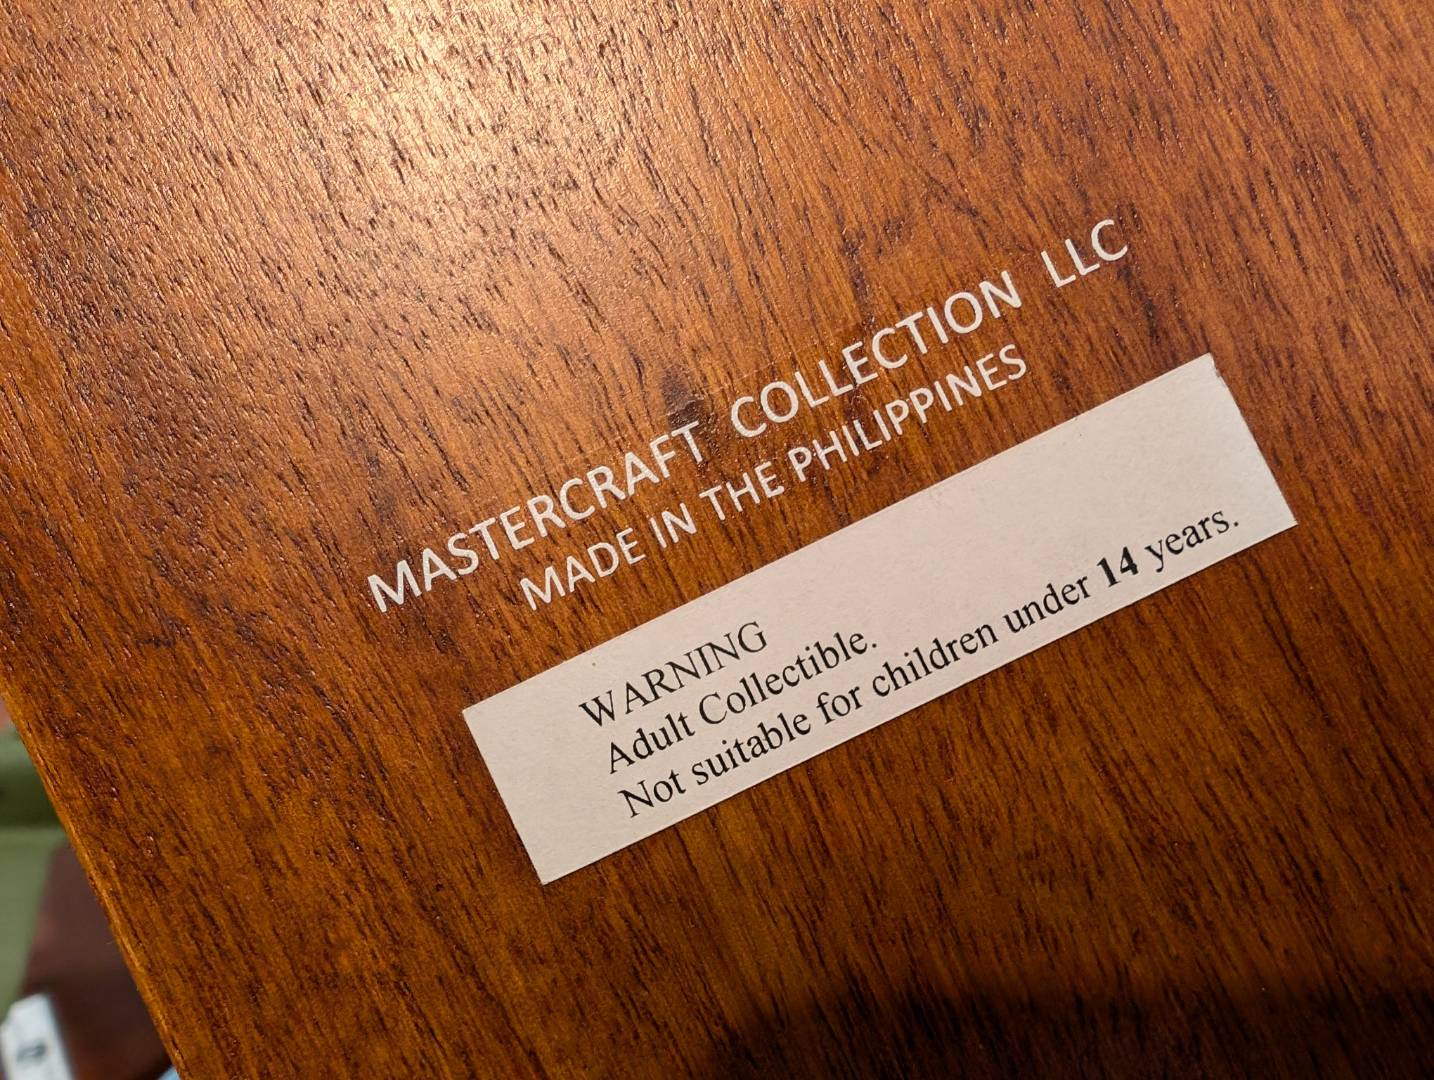 MASTERCRAFT COLLECTION LLC
MADE IN THE PHILIPPINES
WARNING
Adult Collectible.
Not suitable for children under 14 years.